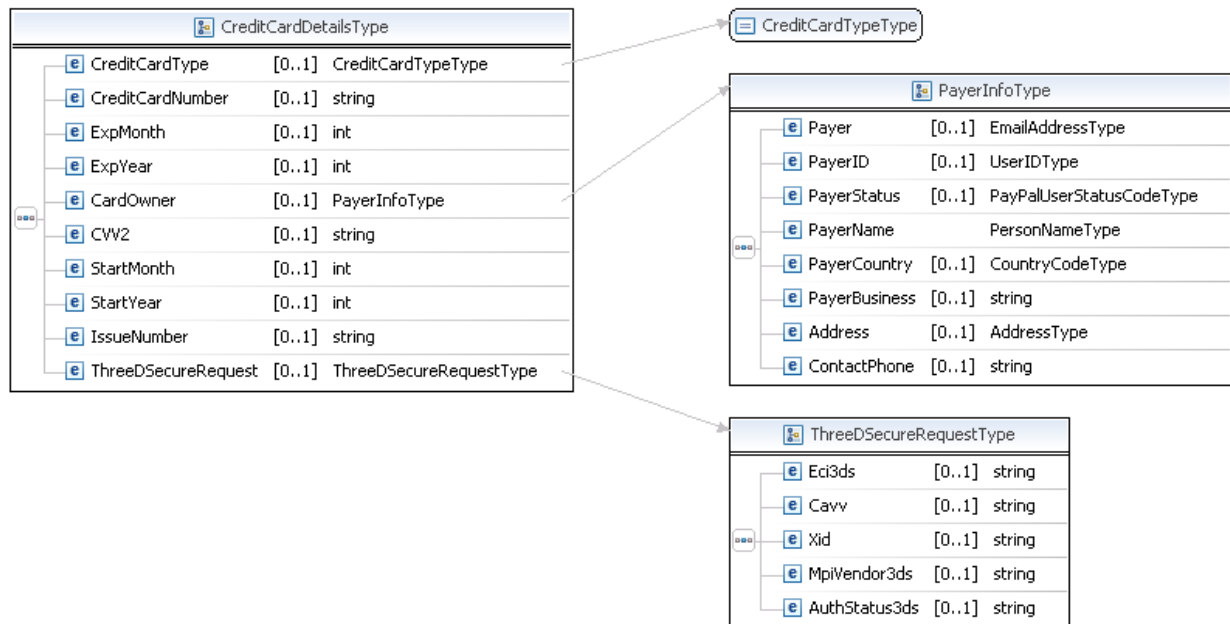 CreditCardDetailsType
CreditCardType [0..1] CreditCardTypeType
CreditCardNumber [0..1] string
ExpMonth [0..1] int
ExpYear [0..1] int
CardOwner [0..1] PayerInfoType
CVV2 [0..1] string
StartMonth [0..1] int
StartYear [0..1] int
IssueNumber [0..1] string
ThreeDSecureRequest [0..1] ThreeDSecureRequestType
CreditCardTypeType
PayerInfoType
Payer [0..1] EmailAddressType
PayerID [0..1] UserIDType
PayerStatus [0..1] PayPalUserStatusCodeType
PayerName PersonNameType
PayerCountry [0..1] CountryCodeType
PayerBusiness [0..1] string
Address [0..1] AddressType
ContactPhone [0..1] string
ThreeDSecureRequestType
Eci3ds [0..1] string
Cavv [0..1] string
Xid [0..1] string
MpiVendor3ds [0..1] string
AuthStatus3ds [0..1] string